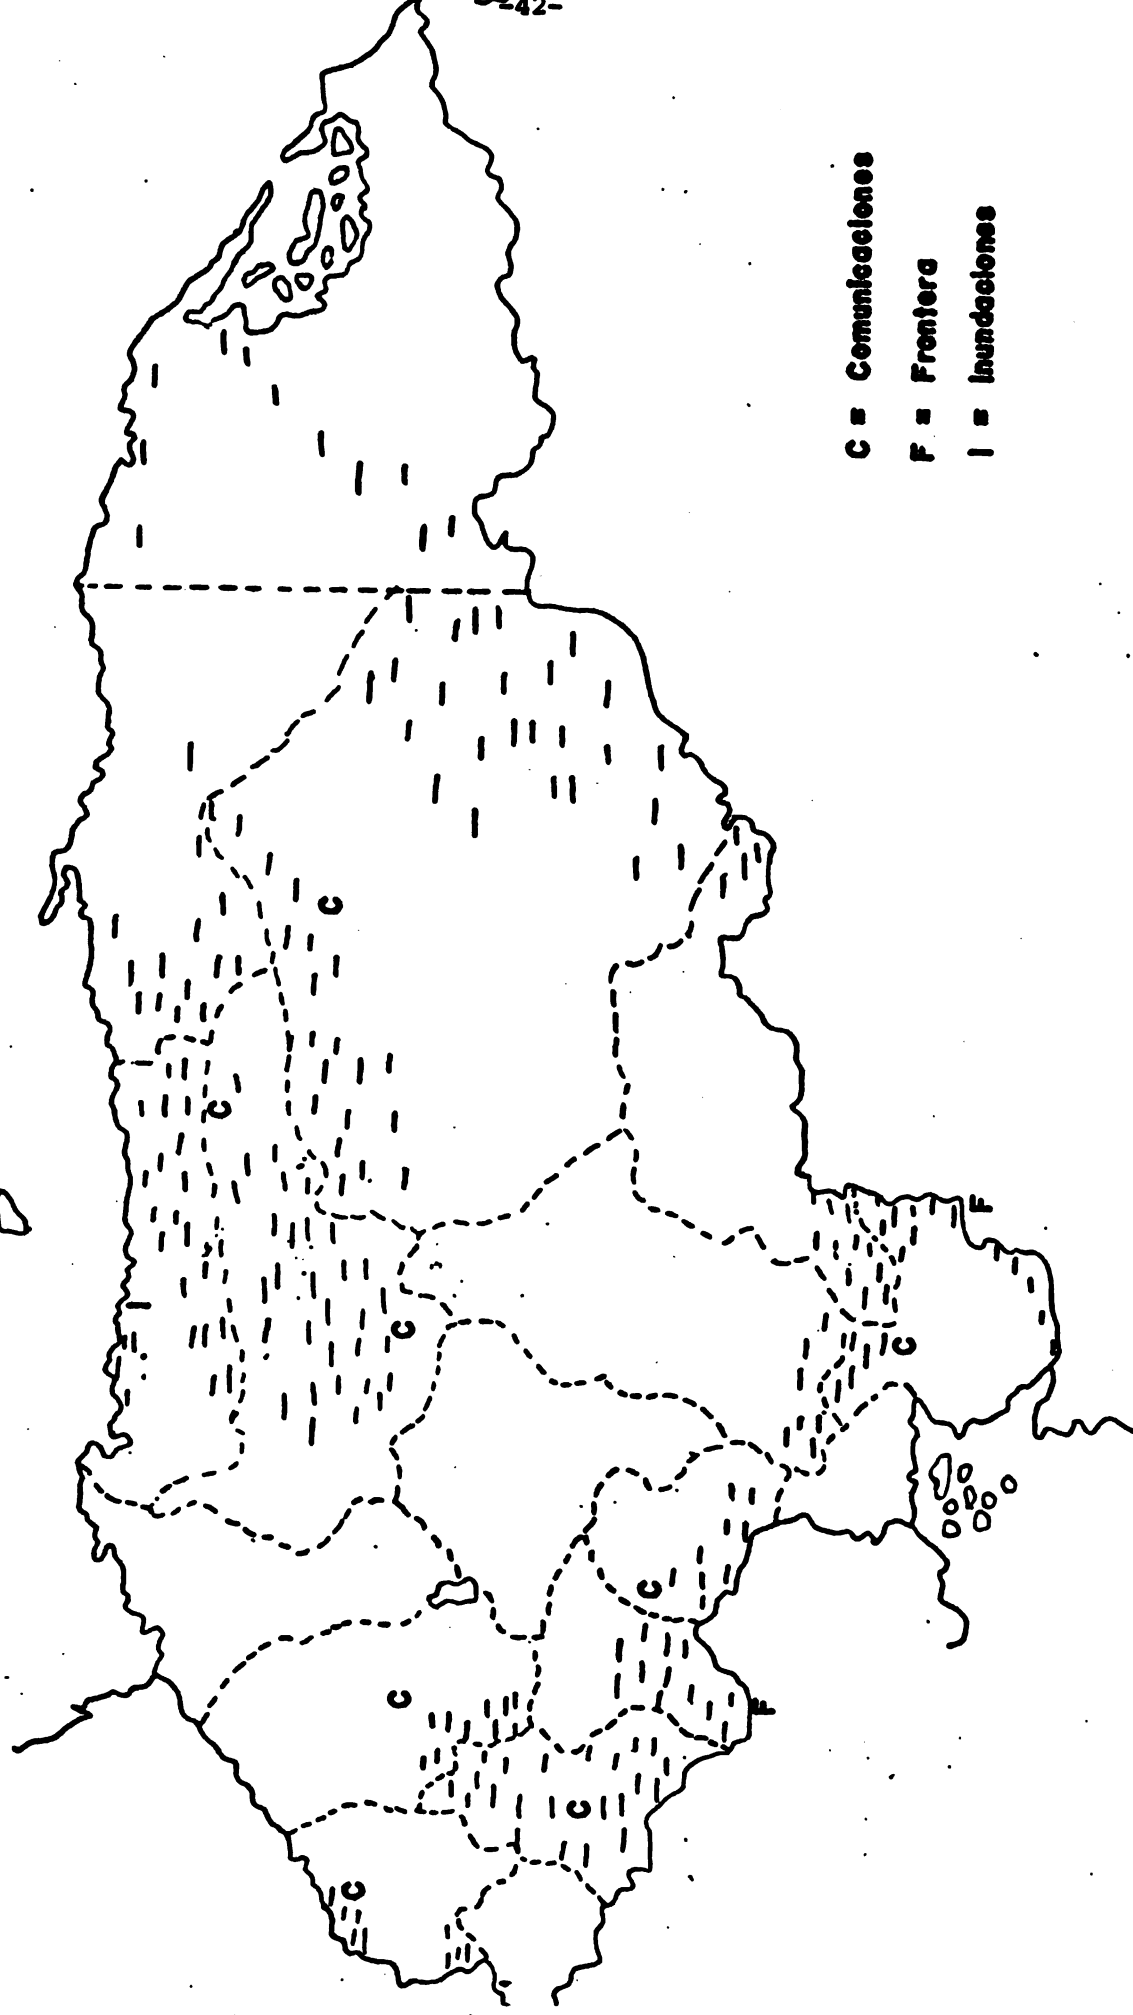 -42-
C = Comunicaciones
F = Frontera
I = Inundaciones
C
C
C
C
C
C
C
C
F
F